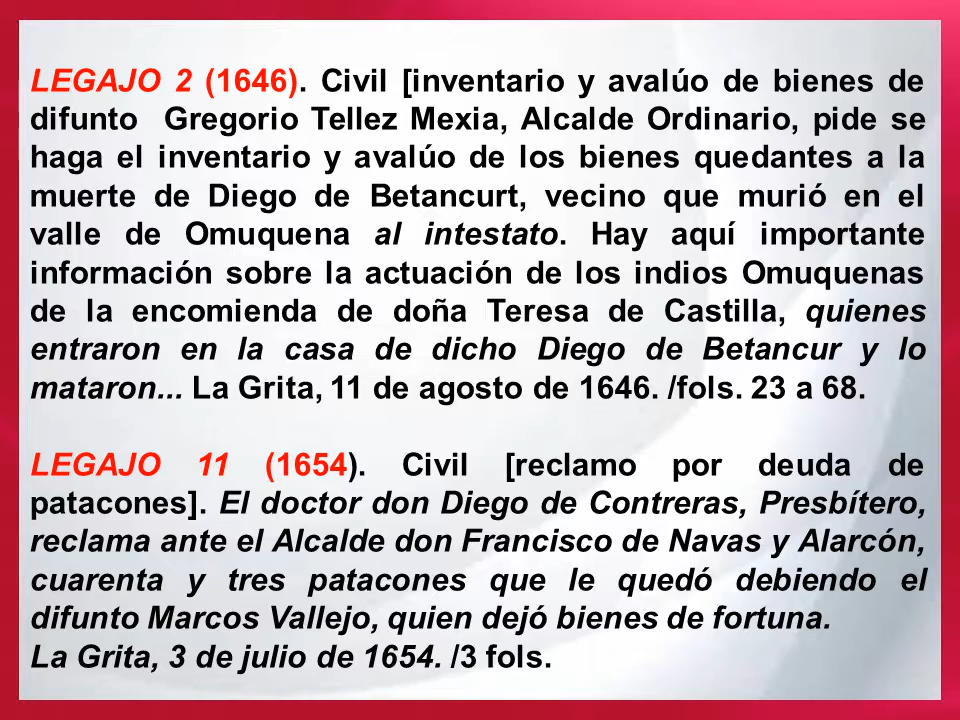 LEGAJO 2 (1646). Civil [inventario y avalúo de bienes de
difunto Gregorio Tellez Mexia, Alcalde Ordinario, pide se
haga el inventario y avalúo de los bienes quedantes a la
muerte de Diego de Betancurt, vecino que murió en el
valle de Omuquena al intestato. Hay aquí importante
información sobre la actuación de los indios Omuquenas
de la encomienda de doña Teresa de Castilla, quienes
entraron en la casa de dicho Diego de Betancur y lo
mataron... La Grita, 11 de agosto de 1646. /fols. 23 a 68.
LEGAJO 11 (1654). Civil [reclamo por deuda de
patacones]. El doctor don Diego de Contreras, Presbítero,
reclama ante el Alcalde don Francisco de Navas y Alarcón,
cuarenta y tres patacones que le quedó debiendo el
difunto Marcos Vallejo, quien dejó bienes de fortuna.
La Grita, 3 de julio de 1654. /3 fols.